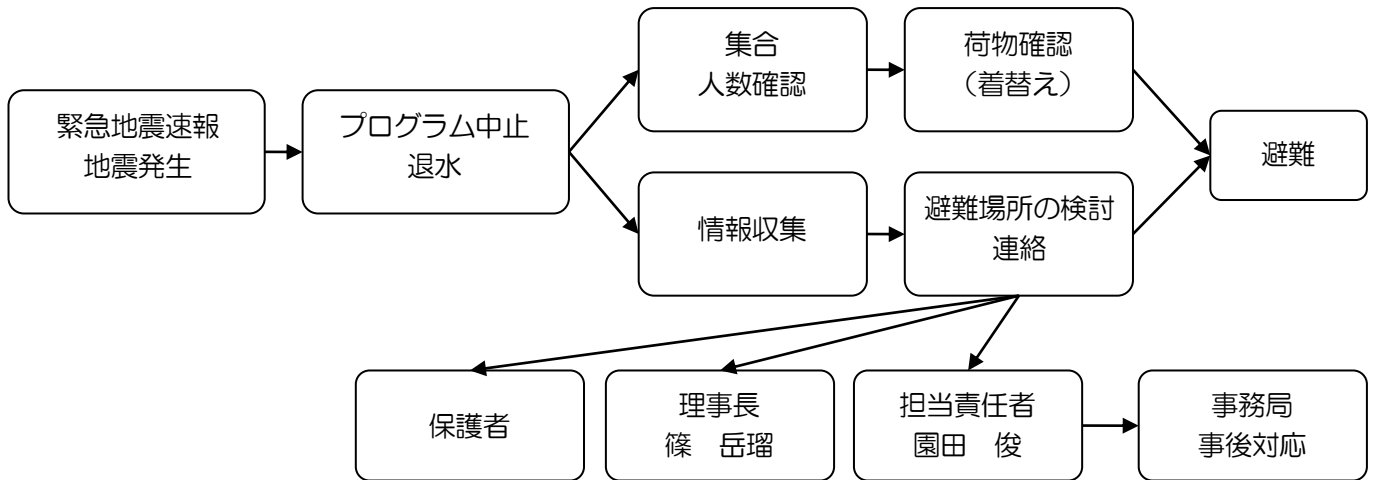 緊急地震速報
地震発生
プログラム中止
退水
集合
人数確認
荷物確認
（着替え）
情報収集
避難場所の検討
連絡
避難
保護者
理事長
篠　岳瑠
担当責任者
園田　俊
事務局
事後対応